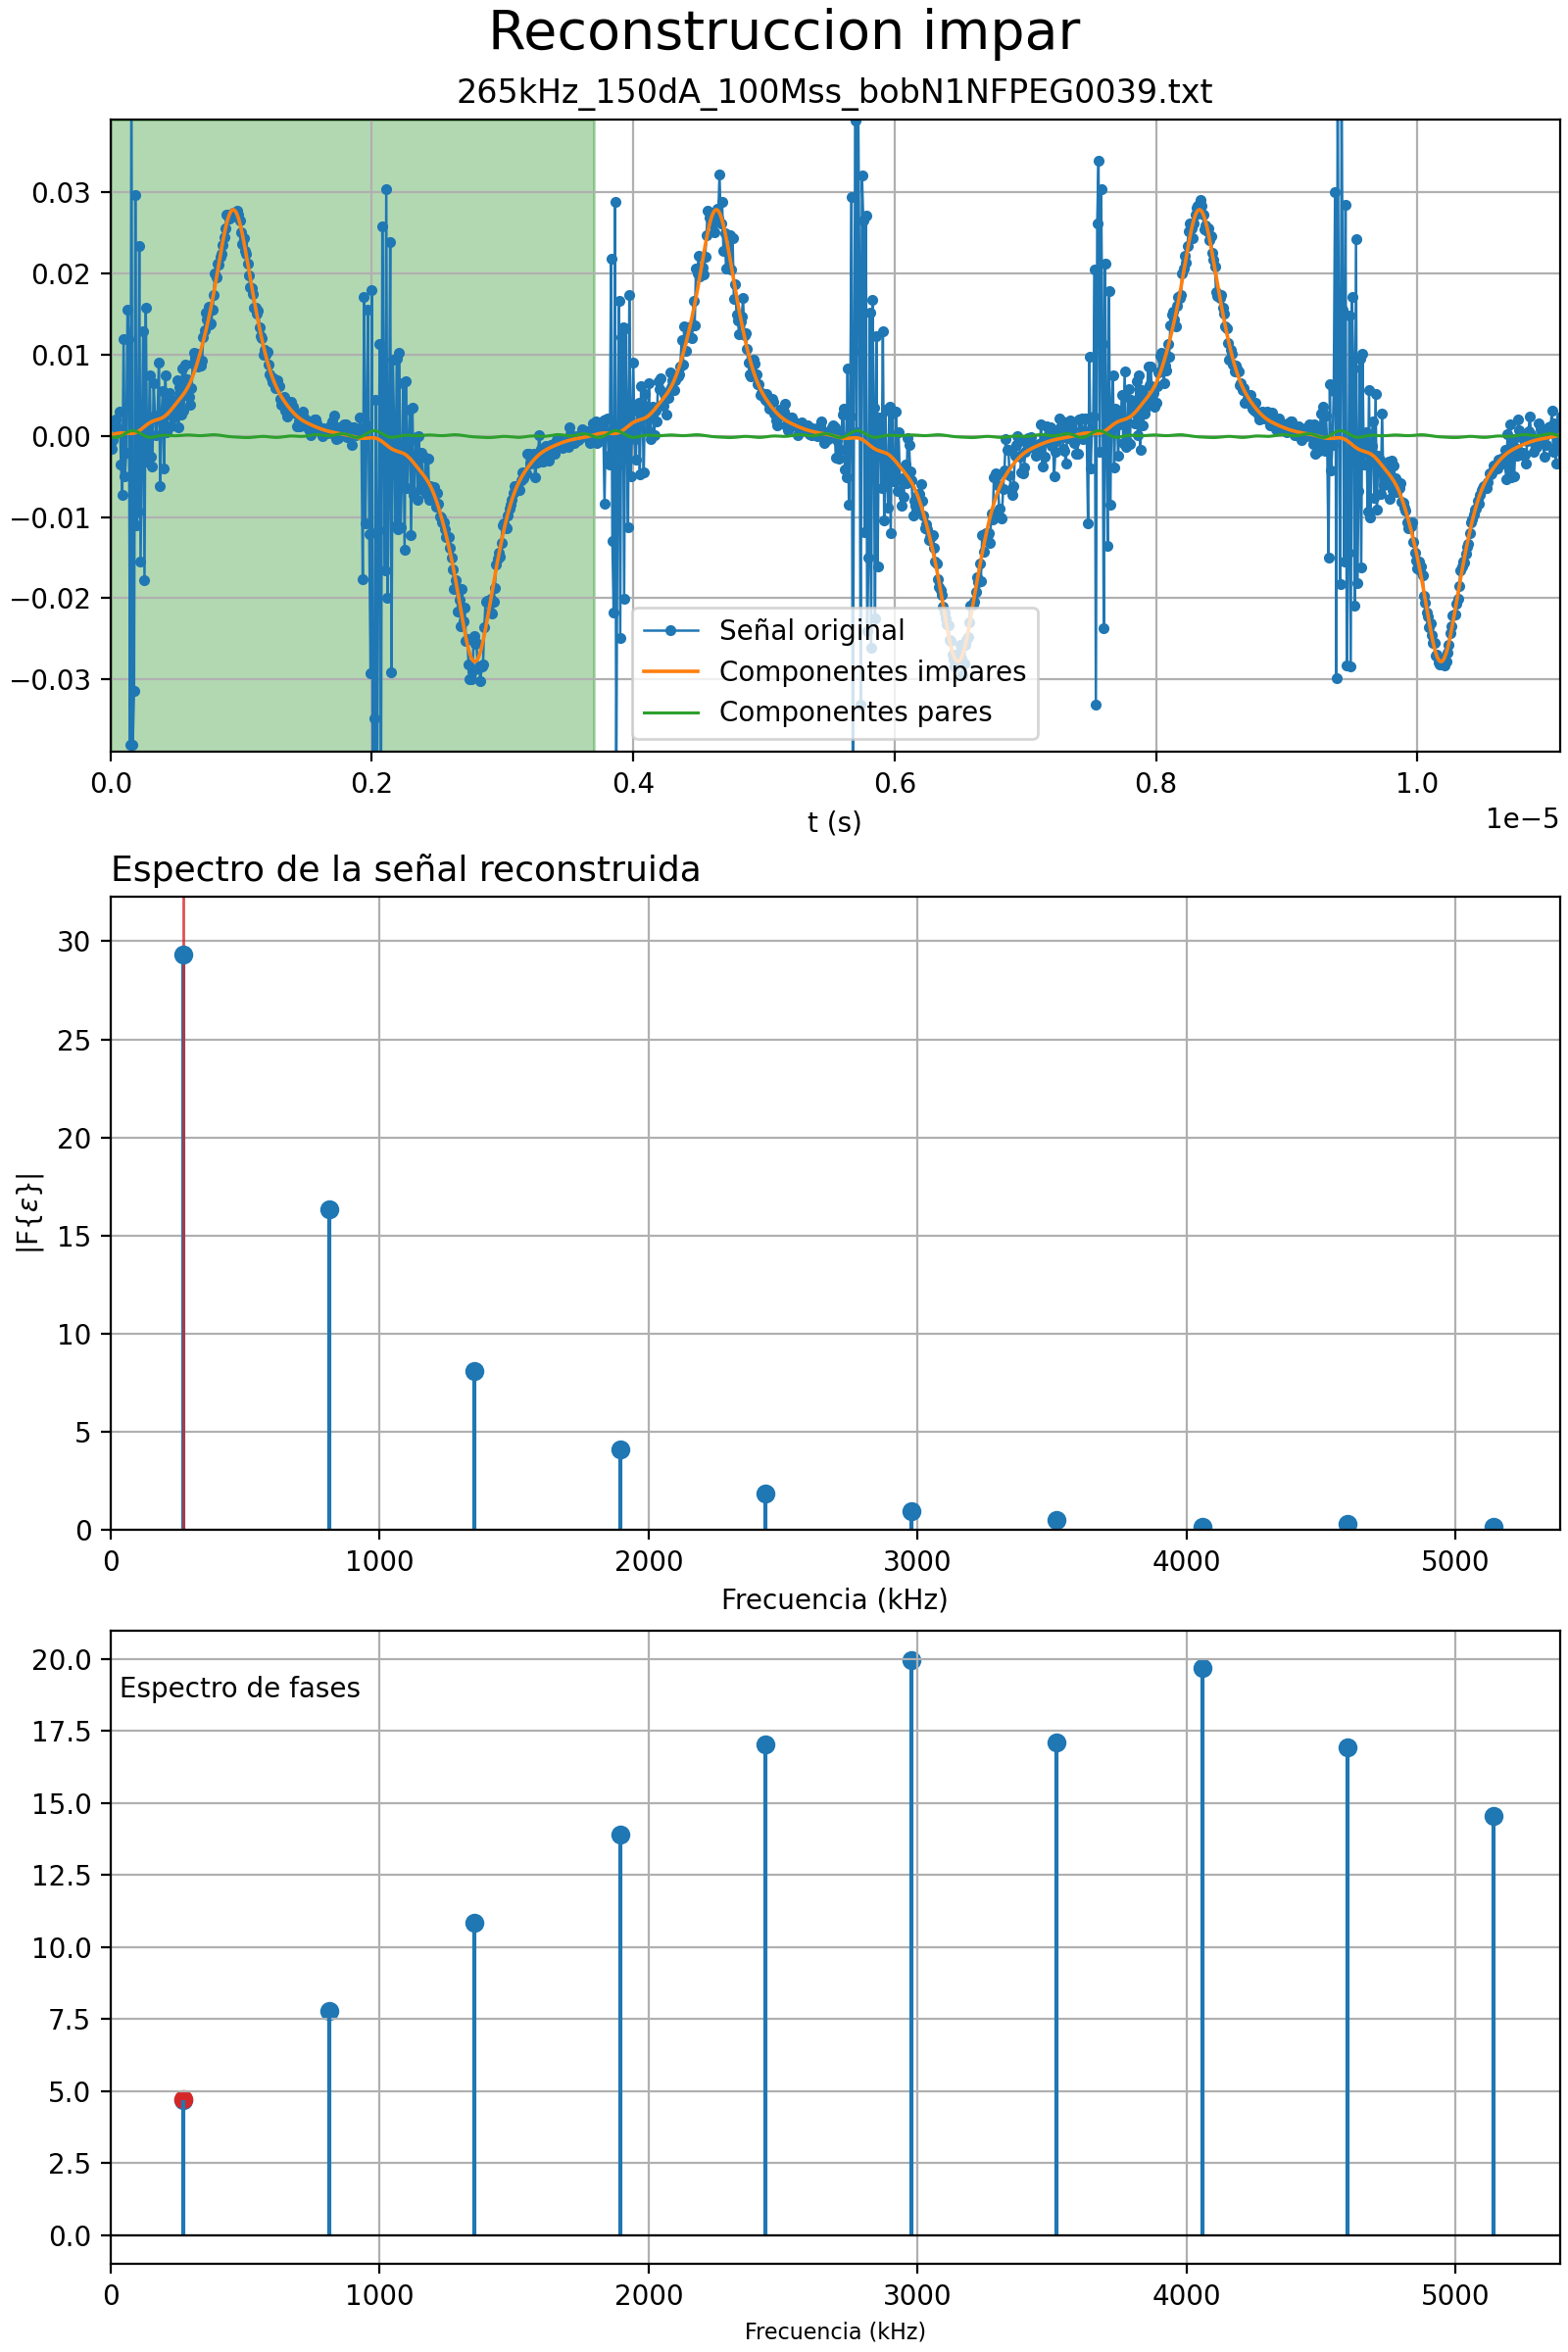 Reconstruccion impar
265kHz_150dA_100Mss_bobN1NFPEG0039.txt
0.03
0.02
0.01
0.00
−0.01
−0.02
−0.03
Señal original
Componentes impares
Componentes pares
0.0 0.2 0.4 0.6 0.8 1.0
t (s)
1e−5
Espectro de la señal reconstruida
30
25
20
15
10
5
0
|F{ε}|
0 1000 2000 3000 4000 5000
Frecuencia (kHz)
20.0
Espectro de fases
17.5
15.0
12.5
10.0
7.5
5.0
2.5
0.0
0 1000 2000 3000 4000 5000
Frecuencia (kHz)